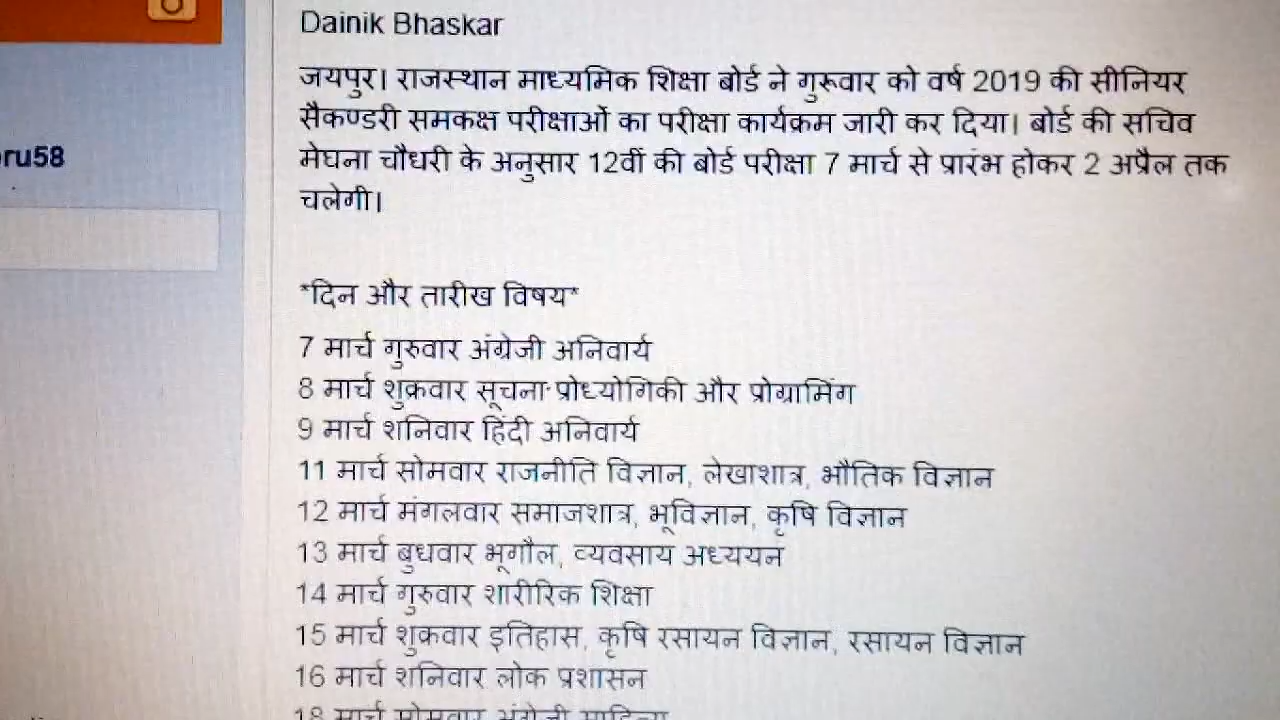 Dainik Bhaskar
जयपुर। राजस्थान माध्यमिक शिक्षा बोर्ड ने गुरूवार को वर्ष 2019 की सीनियर
सैकण्डरी समकक्ष परीक्षाओं का परीक्षा कार्यक्रम जारी कर दिया। बोर्ड की सचिव
मेघना चौधरी के अनुसार 12वीं की बोर्ड परीक्षा 7 मार्च से प्रारंभ होकर 2 अप्रैल तक
चलेगी।
ru58
*दिन और तारीख विषय*
7 मार्च गुरुवार अंग्रेजी अनिवार्य
8 मार्च शुक्रवार सूचना प्रोध्योगिकी और प्रोग्रामिंग
9 मार्च शनिवार हिंदी अनिवार्य
11 मार्च सोमवार राजनीति विज्ञान, लेखाशात्र, भौतिक विज्ञान
12 मार्च मंगलवार समाजशात्र, भूविज्ञान, कृषि विज्ञान
13 मार्च बुधवार भूगौल, व्यवसाय अध्ययन
14 मार्च गुरुवार शारीरिक शिक्षा
15 मार्च शुक्रवार इतिहास, कृषि रसायन विज्ञान, रसायन विज्ञान
16 मार्च शनिवार लोक प्रशासन
18 मार्च सोमवार अंग्रेजी साहित्य